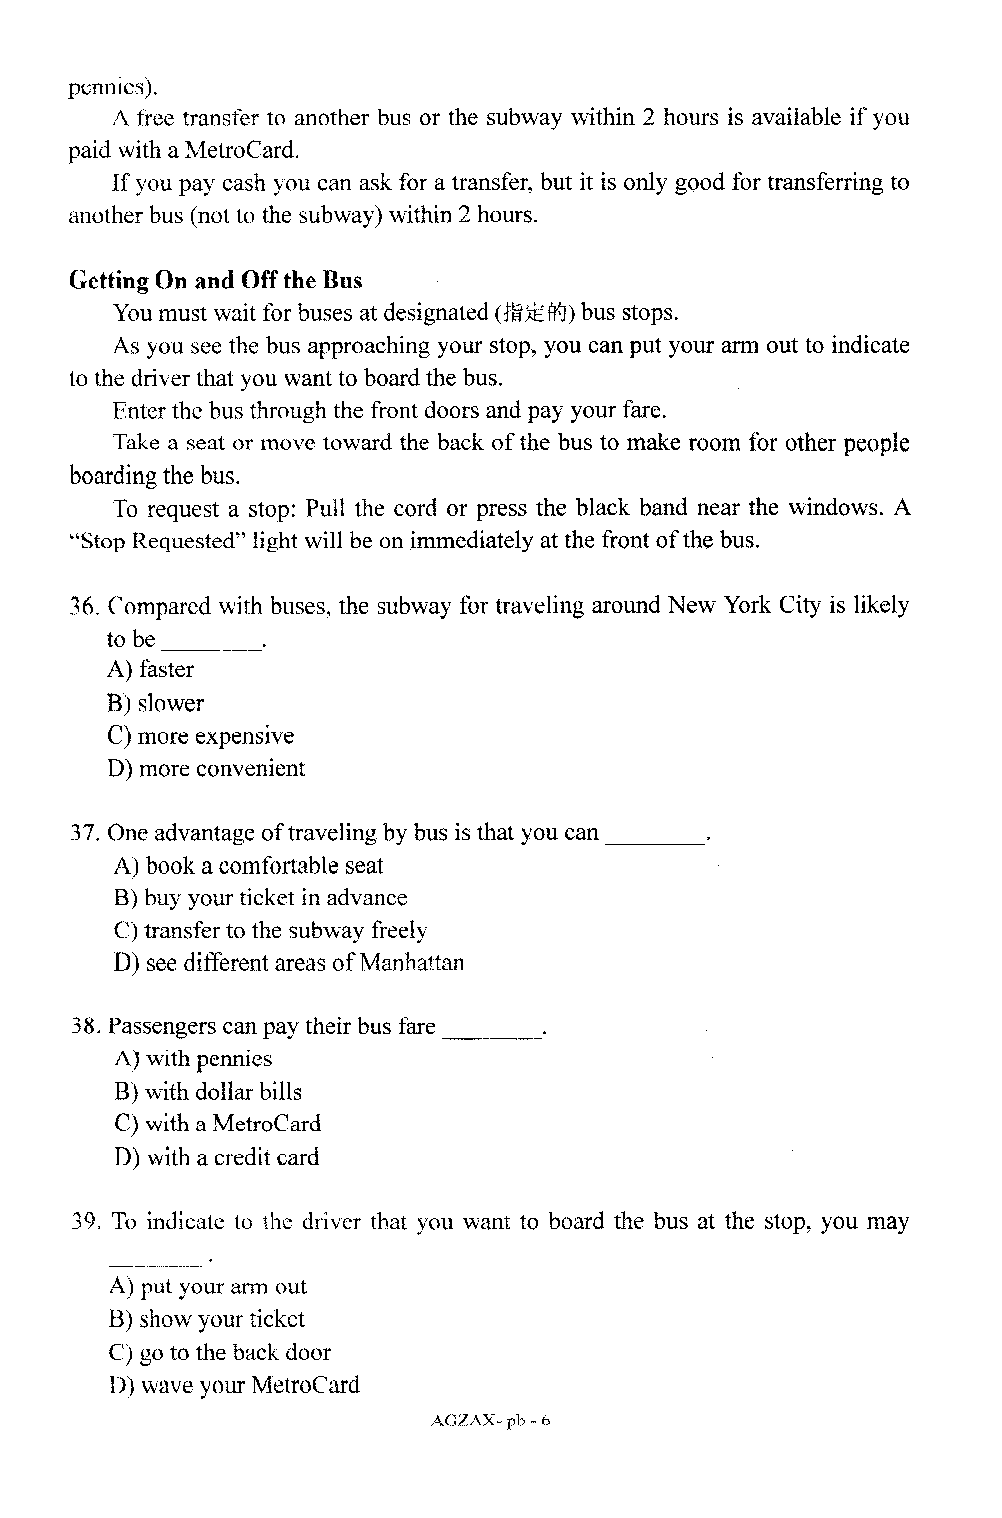 pennies).
A free transfer to another bus or the subway within 2 hours is available if you
paid with a MetroCard.
If you pay cash you can ask for a transfer, but it is only good for transferring to
another bus (not to the subway) within 2 hours.
Getting On and Off the Bus
You must wait for buses at designated (指定的) bus stops.
As you see the bus approaching your stop, you can put your arm out to indicate
to the driver that you want to board the bus.
Enter the bus through the front doors and pay your fare.
Take a seat or move toward the back of the bus to make room for other people
boarding the bus.
To request a stop: Pull the cord or press the black band near the windows. A
“Stop Requested” light will be on immediately at the front of the bus.
36. Compared with buses, the subway for traveling around New York City is likely
to be ________.
A) faster
B) slower
C) more expensive
D) more convenient
37. One advantage of traveling by bus is that you can ________.
A) book a comfortable seat
B) buy your ticket in advance
C) transfer to the subway freely
D) see different areas of Manhattan
38. Passengers can pay their bus fare ________.
A) with pennies
B) with dollar bills
C) with a MetroCard
D) with a credit card
39. To indicate to the driver that you want to board the bus at the stop, you may
________.
A) put your arm out
B) show your ticket
C) go to the back door
D) wave your MetroCard
AGZAX- pb - 6